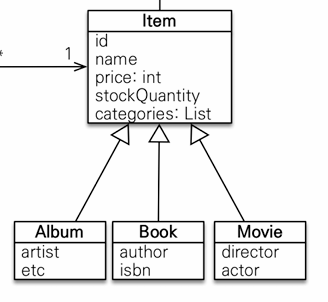 Item
id
name
price: int
stockQuantity
categories: List
*
1
Album
artist
etc
Book
author
isbn
Movie
director
actor